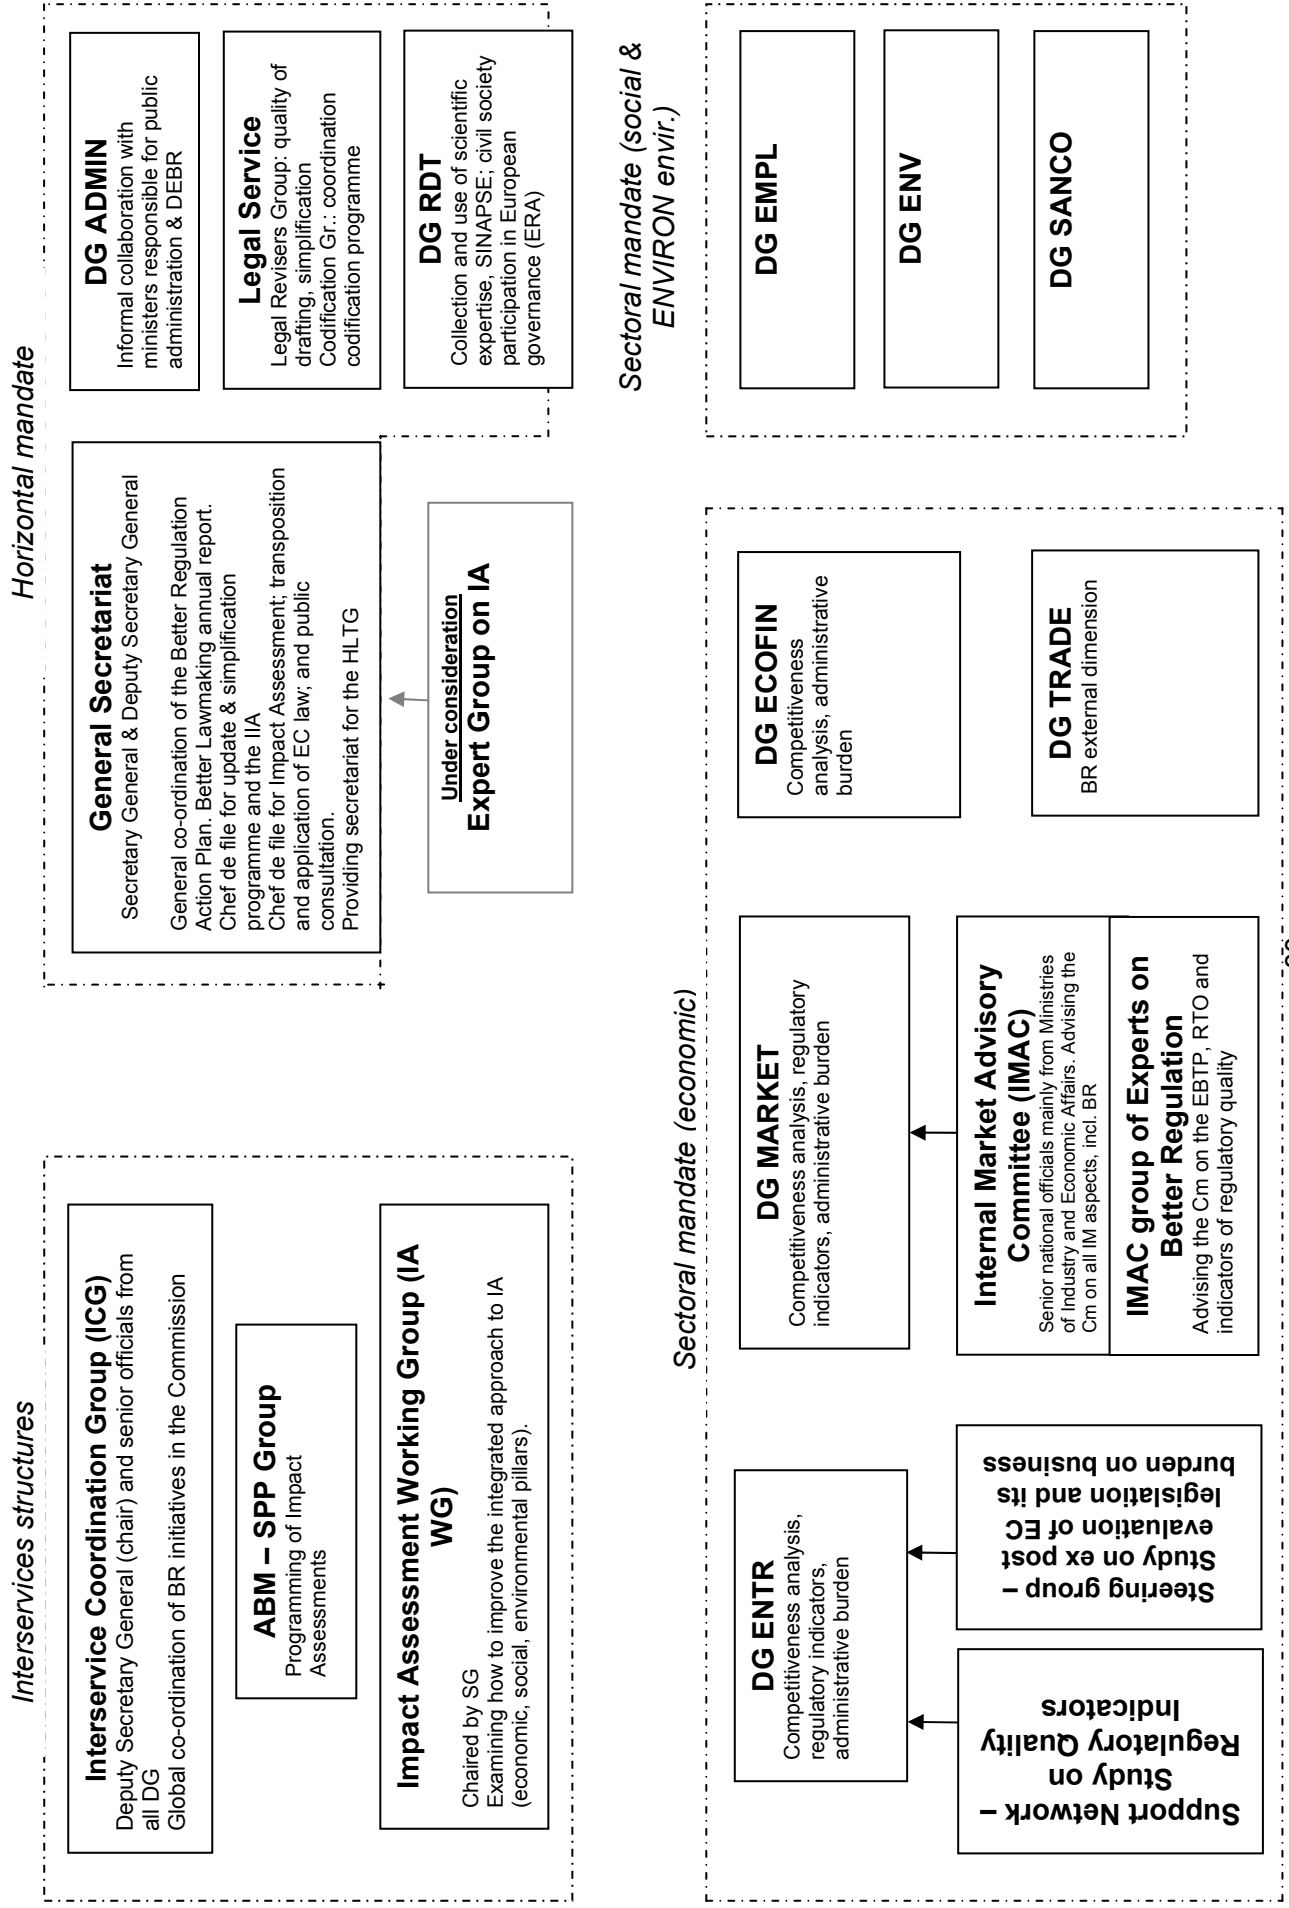 Interservices structures
Interservice Coordination Group (ICG)
Deputy Secretary General (chair) and senior officials from
all DG
Global co-ordination of BR initiatives in the Commission
ABM – SPP Group
Programming of Impact
Assessments
Impact Assessment Working Group (IA
WG)
Chaired by SG
Examining how to improve the integrated approach to IA
(economic, social, environmental pillars).
Horizontal mandate
General Secretariat
Secretary General & Deputy Secretary General
General co-ordination of the Better Regulation
Action Plan. Better Lawmaking annual report.
Chef de file for update & simplification
programme and the IIA
Chef de file for Impact Assessment; transposition
and application of EC law; and public
consultation.
Providing secretariat for the HLTG
Under consideration
Expert Group on IA
DG ADMIN
Informal collaboration with
ministers responsible for public
administration & DEBR
Legal Service
Legal Revisers Group: quality of
drafting, simplification
Codification Gr.: coordination
codification programme
DG RDT
Collection and use of scientific
expertise, SINAPSE; civil society
participation in European
governance (ERA)
Sectoral mandate (economic)
DG ENTR
Competitiveness analysis,
regulatory indicators,
administrative burden
Support Network –
Study on
Regulatory Quality
Indicators
Steering group –
Study on ex post
evaluation of EC
legislation and its
burden on business
DG MARKET
Competitiveness analysis, regulatory
indicators, administrative burden
Internal Market Advisory
Committee (IMAC)
Senior national officials mainly from Ministries
of Industry and Economic Affairs. Advising the
Cm on all IM aspects, incl. BR
IMAC group of Experts on
Better Regulation
Advising the Cm on the EBTP, RTO and
indicators of regulatory quality
DG ECOFIN
Competitiveness
analysis, administrative
burden
DG TRADE
BR external dimension
Sectoral mandate (social &
ENVIRON envir.)
DG EMPL
DG ENV
DG SANCO